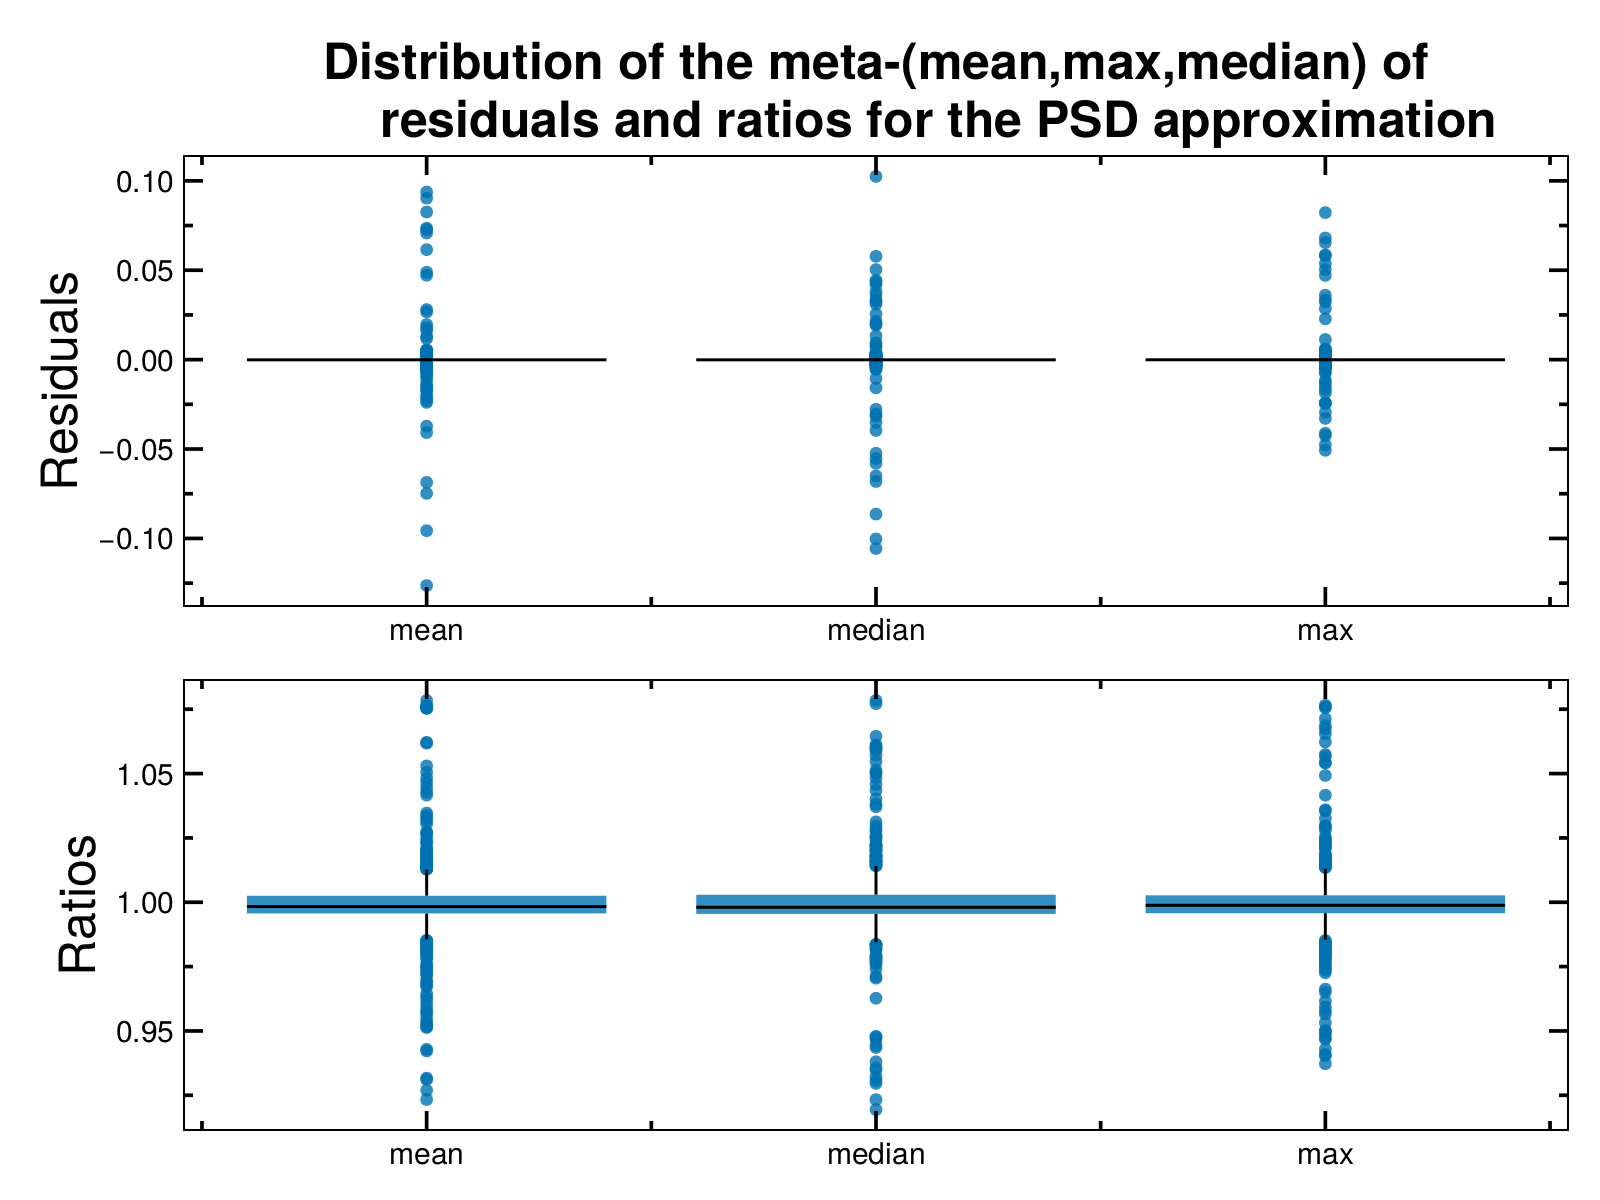 Distribution of the meta-(mean,max,median) of
residuals and ratios for the PSD approximation
Residuals
0.10
0.05
0.00
−0.05
−0.10
mean median max
Ratios
1.05
1.00
0.95
mean median max